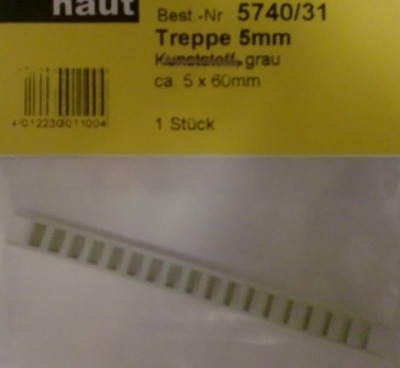 haut
Best.-Nr 5740/31
Treppe 5mm
Kunststoff, grau
ca. 5 x 60mm
1 Stück
4 012230 011004